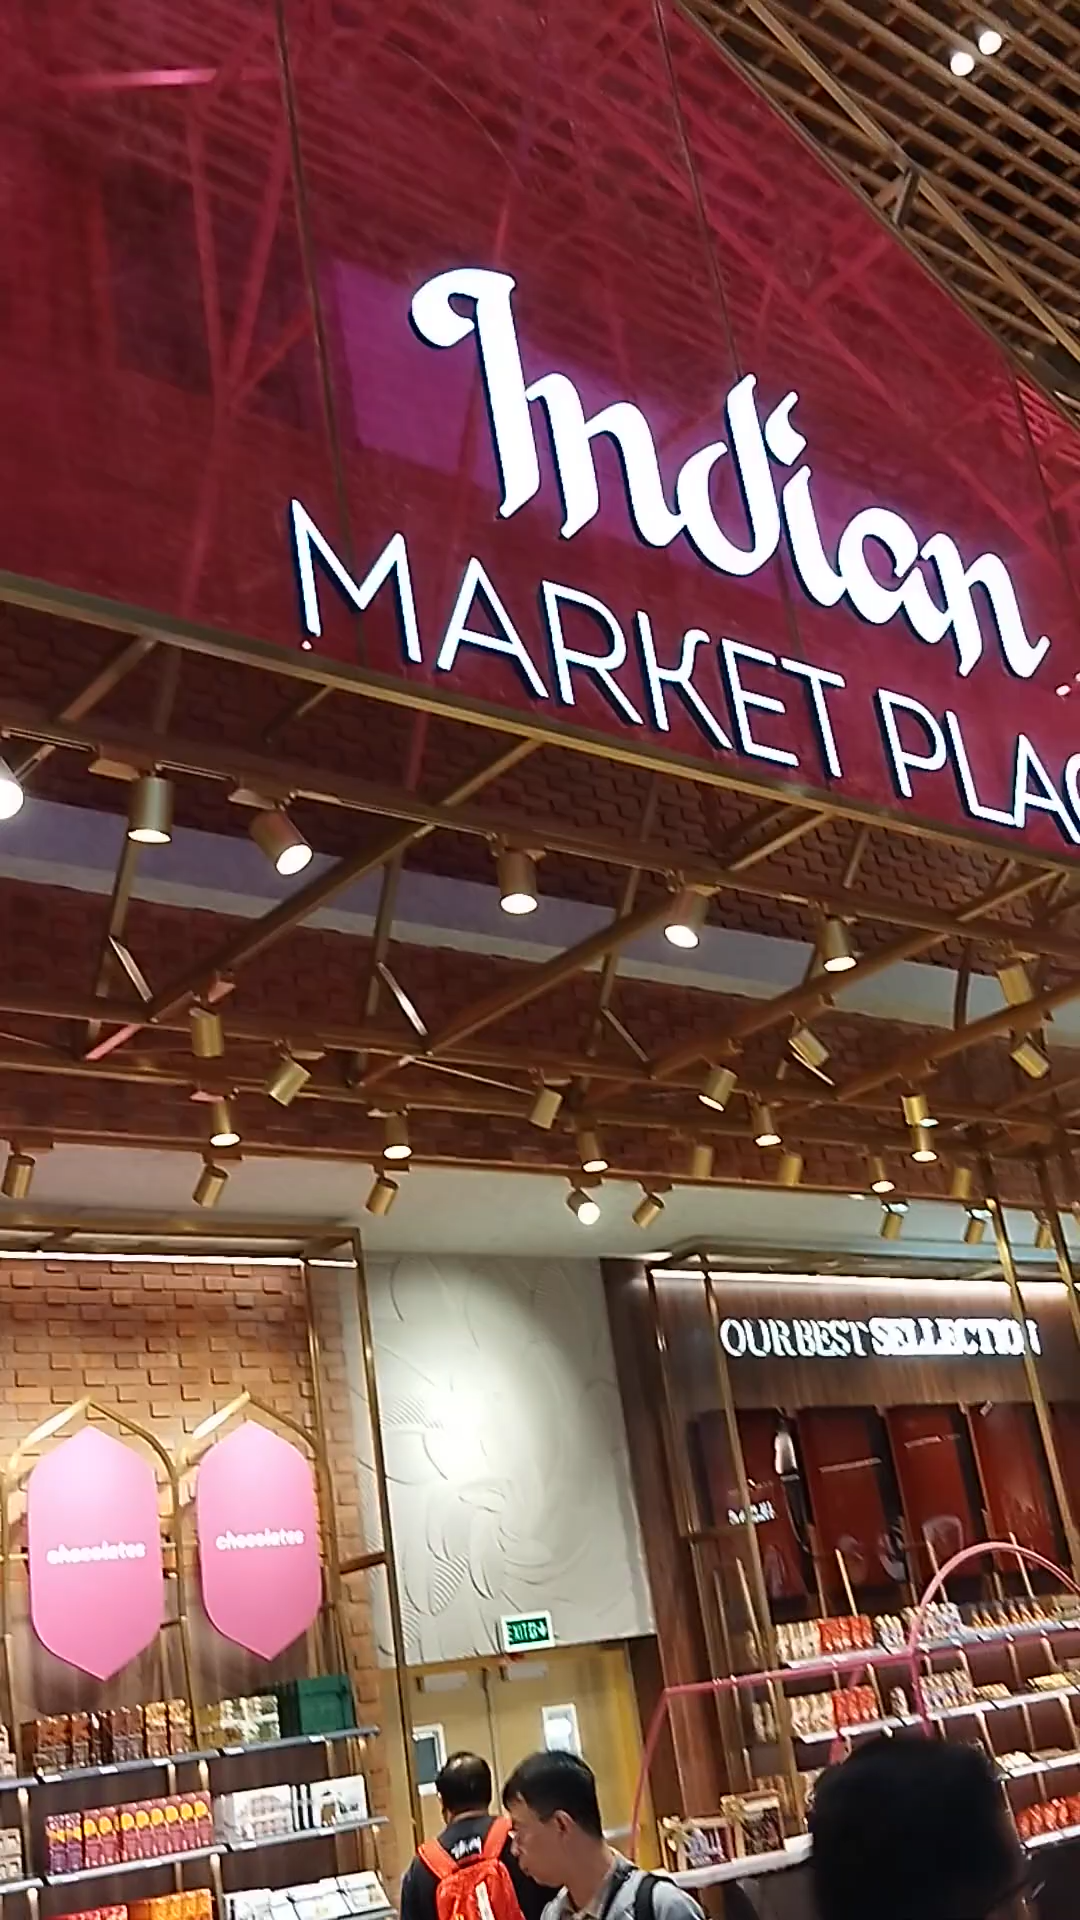 Indian
MARKET PLAC
OUR BEST SELLECTION
chocolates
chocolates
EXIT